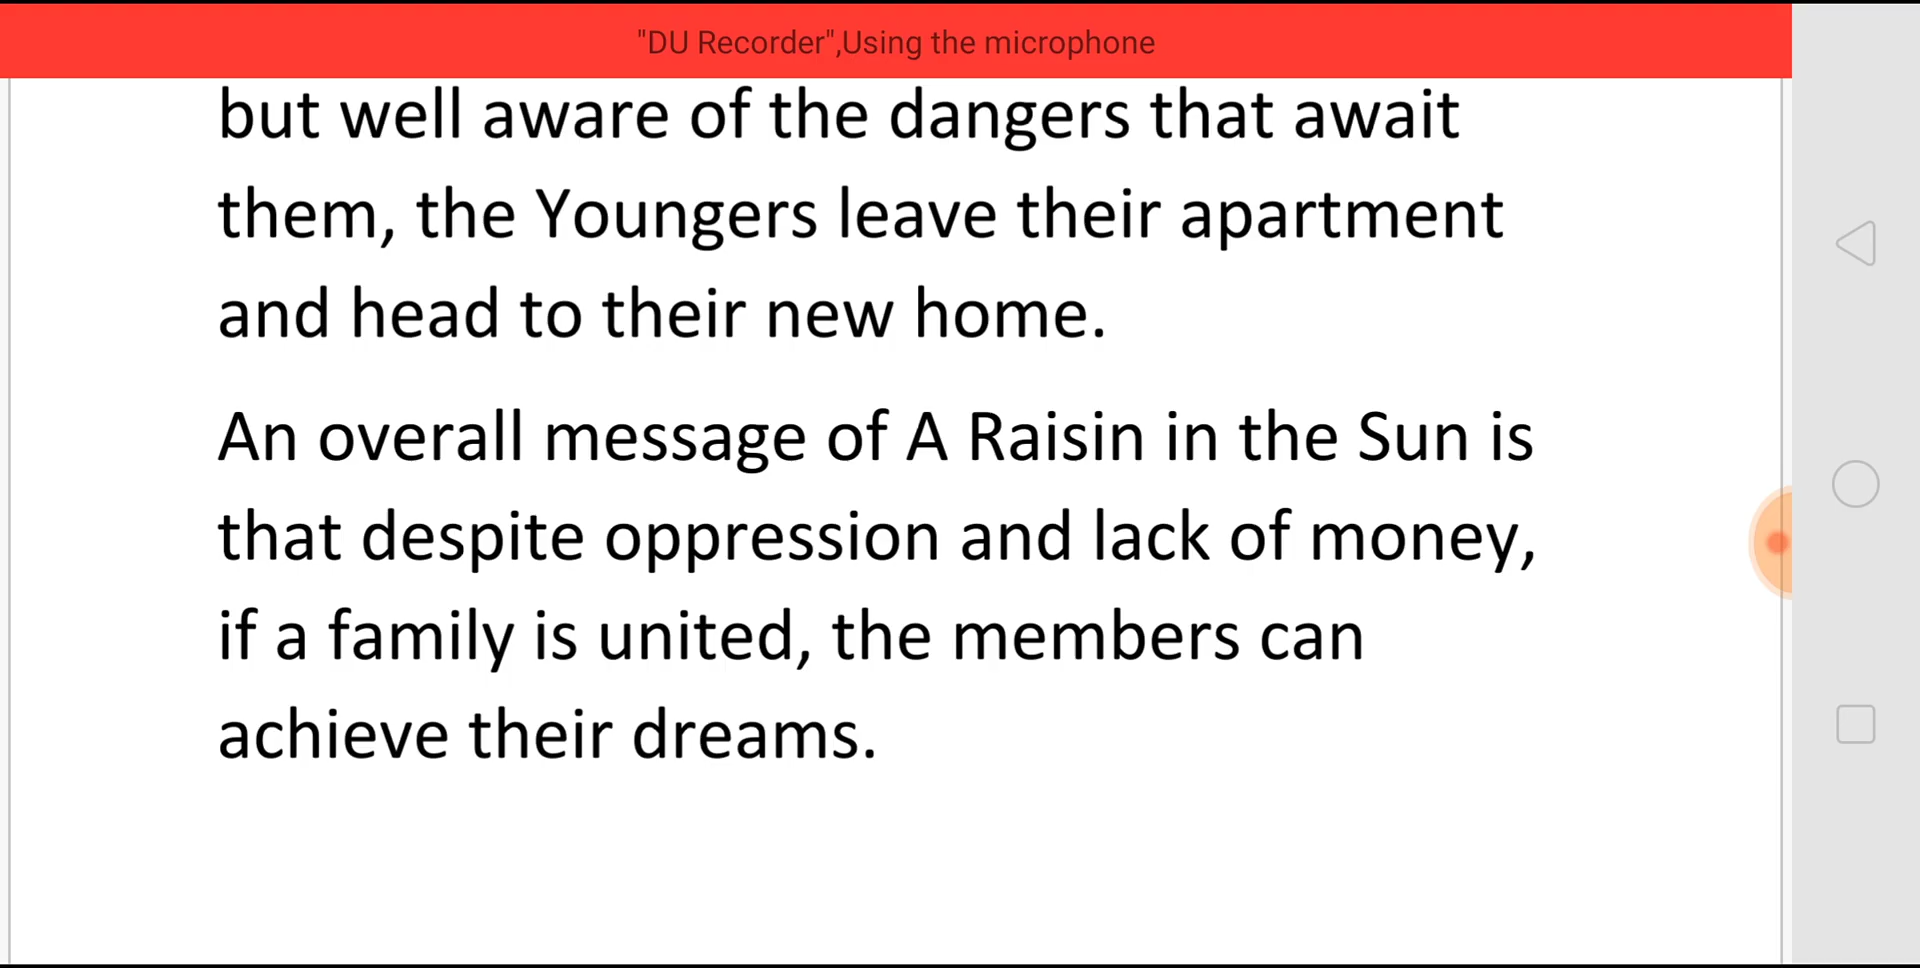 "DU Recorder",Using the microphone
but well aware of the dangers that await
them, the Youngers leave their apartment
and head to their new home.
An overall message of A Raisin in the Sun is
that despite oppression and lack of money,
if a family is united, the members can
achieve their dreams.